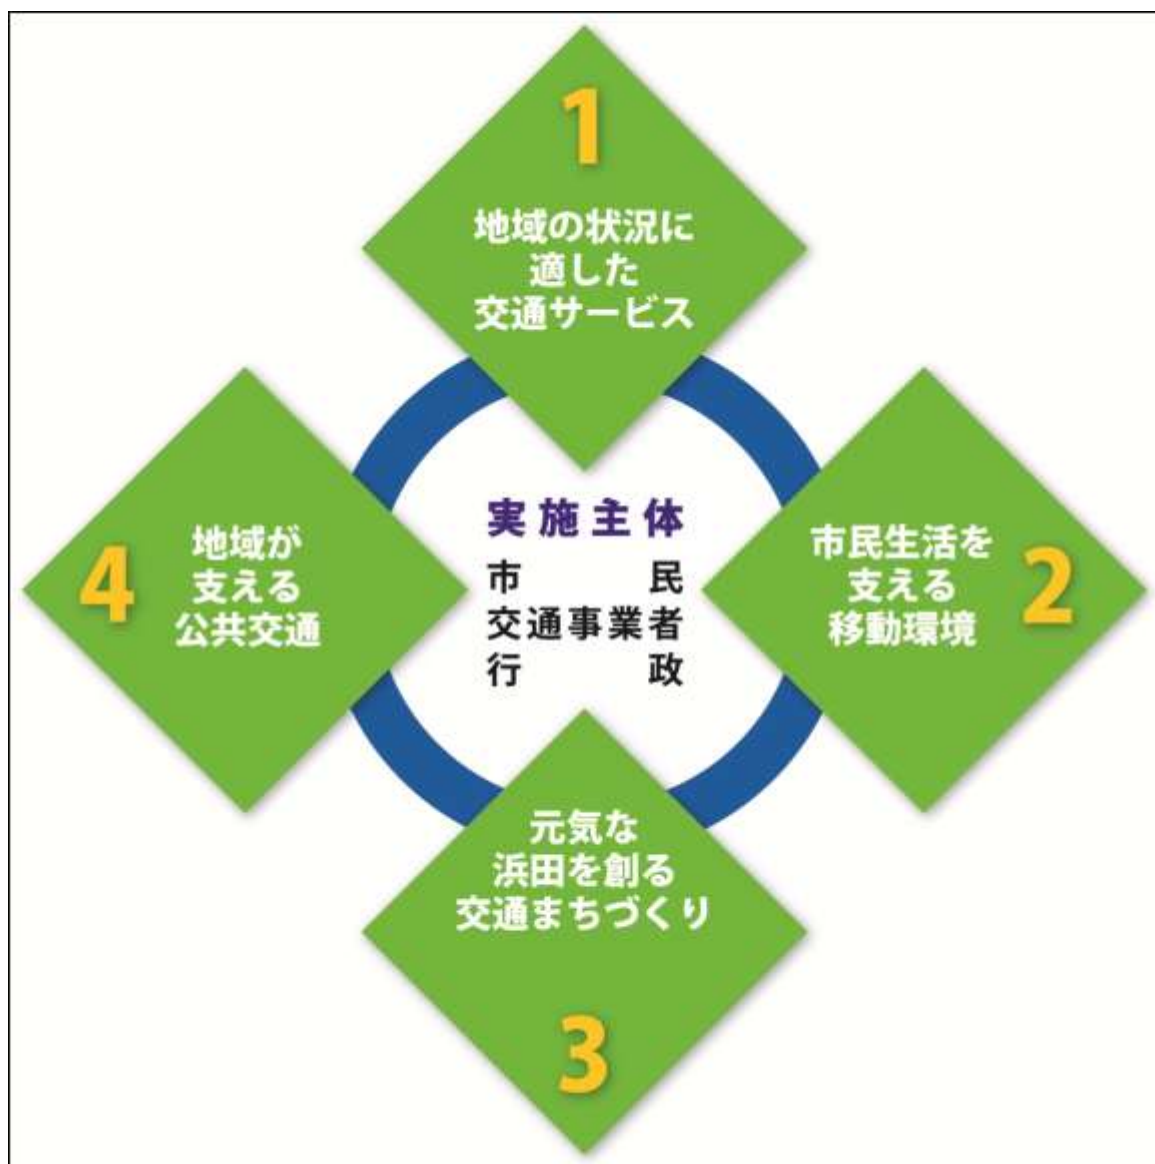 1
地域の状況に
適した
交通サービス
実施主体
市民
交通事業者
行政
市民生活を
支える
移動環境
2
元気な
浜田を創る
交通まちづくり
3
4
地域が
支える
公共交通